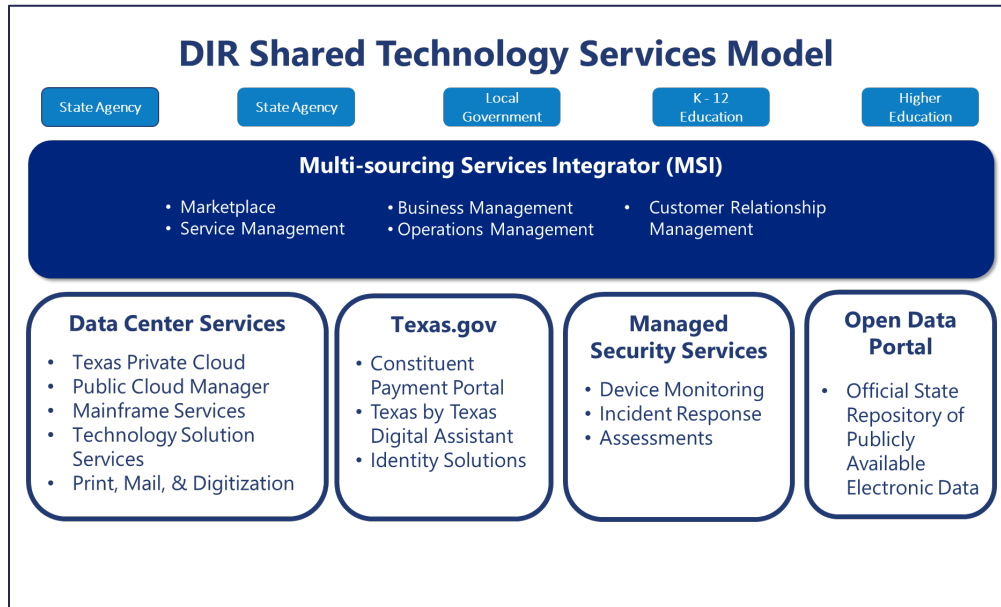 DIR Shared Technology Services Model
State Agency
State Agency
Local
Government
K - 12
Education
Higher
Education
Multi-sourcing Services Integrator (MSI)
• Marketplace
• Service Management
• Business Management
• Operations Management
• Customer Relationship
Management
Data Center Services
• Texas Private Cloud
• Public Cloud Manager
• Mainframe Services
• Technology Solution
Services
• Print, Mail, & Digitization
Texas.gov
• Constituent
Payment Portal
• Texas by Texas
Digital Assistant
• Identity Solutions
Managed
Security Services
• Device Monitoring
• Incident Response
• Assessments
Open Data
Portal
• Official State
Repository of
Publicly
Available
Electronic Data